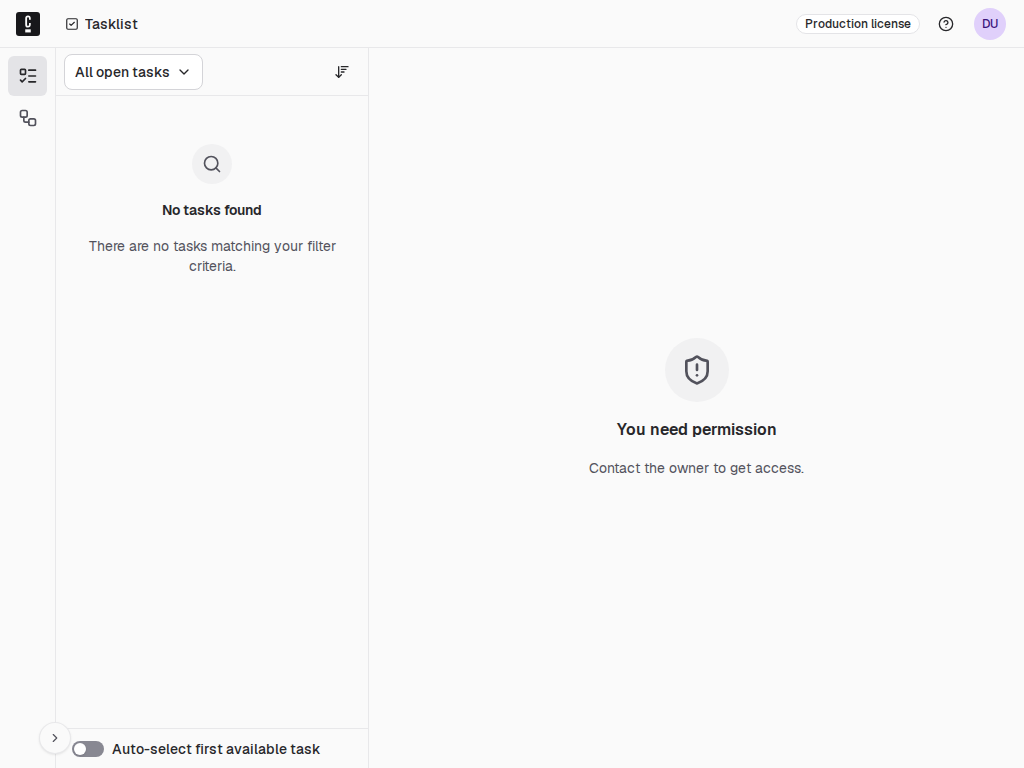 Tasklist
Production license
DU
All open tasks
No tasks found
There are no tasks matching your filter
criteria.
You need permission
Contact the owner to get access.
Auto-select first available task